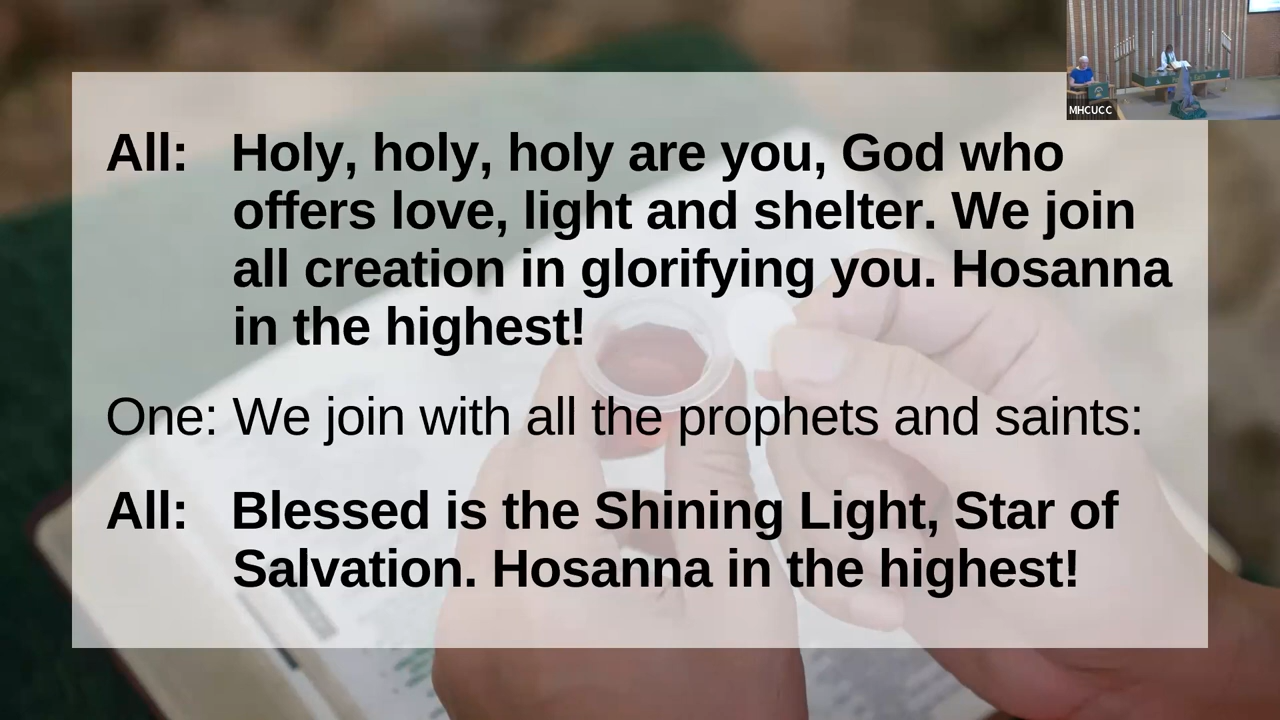 MHCUCC
All: Holy, holy, holy are you, God who
offers love, light and shelter. We join
all creation in glorifying you. Hosanna
in the highest!
One: We join with all the prophets and saints:
All: Blessed is the Shining Light, Star of
Salvation. Hosanna in the highest!